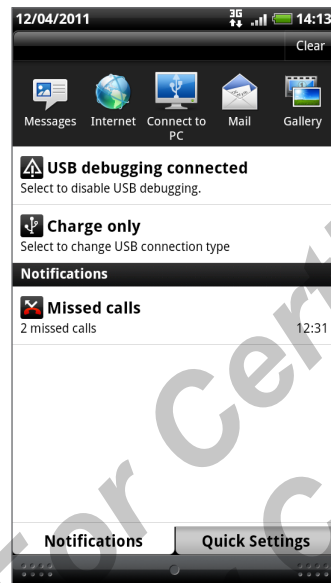 12/04/2011 3G 14:13
Clear
Messages Internet Connect to PC Mail Gallery
USB debugging connected
Select to disable USB debugging.
Charge only
Select to change USB connection type
Notifications
Missed calls
2 missed calls 12:31
Notifications Quick Settings
For Certi